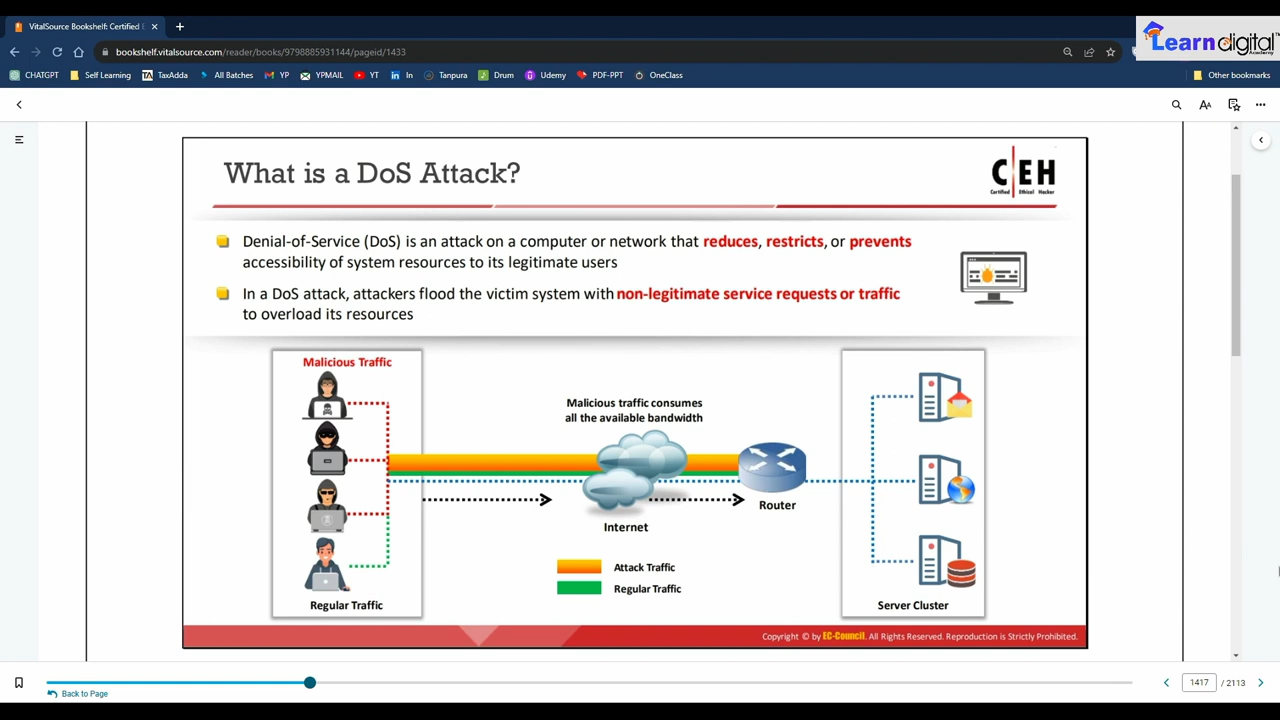 VitalSource Bookshelf: Certified E
Learn digital
Academy
bookshelf.vitalsource.com/reader/books/9798885931144/pageid/1433
CHATGPT Self Learning TaxAdda All Batches YP YPMAIL YT In Tanpura Drum Udemy PDF-PPT OneClass Other bookmarks
What is a DoS Attack?
C|EH
Certified Ethical Hacker
Denial-of-Service (DoS) is an attack on a computer or network that reduces, restricts, or prevents
accessibility of system resources to its legitimate users
In a DoS attack, attackers flood the victim system with non-legitimate service requests or traffic
to overload its resources
Malicious Traffic
Malicious traffic consumes
all the available bandwidth
Router
Internet
Attack Traffic
Regular Traffic
Regular Traffic
Server Cluster
Copyright © by EC-Council. All Rights Reserved. Reproduction is Strictly Prohibited.
1417 / 2113
Back to Page